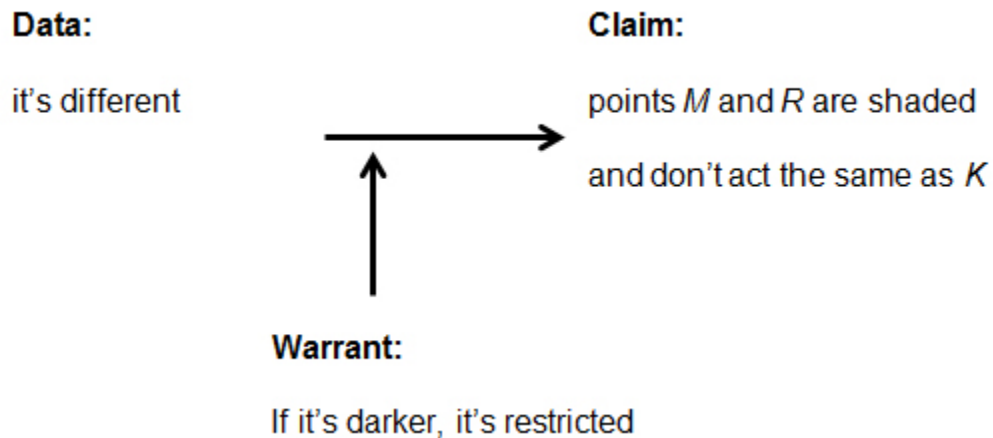 Data:
it's different
Claim:
points M and R are shaded
and don't act the same as K
Warrant:
If it's darker, it's restricted